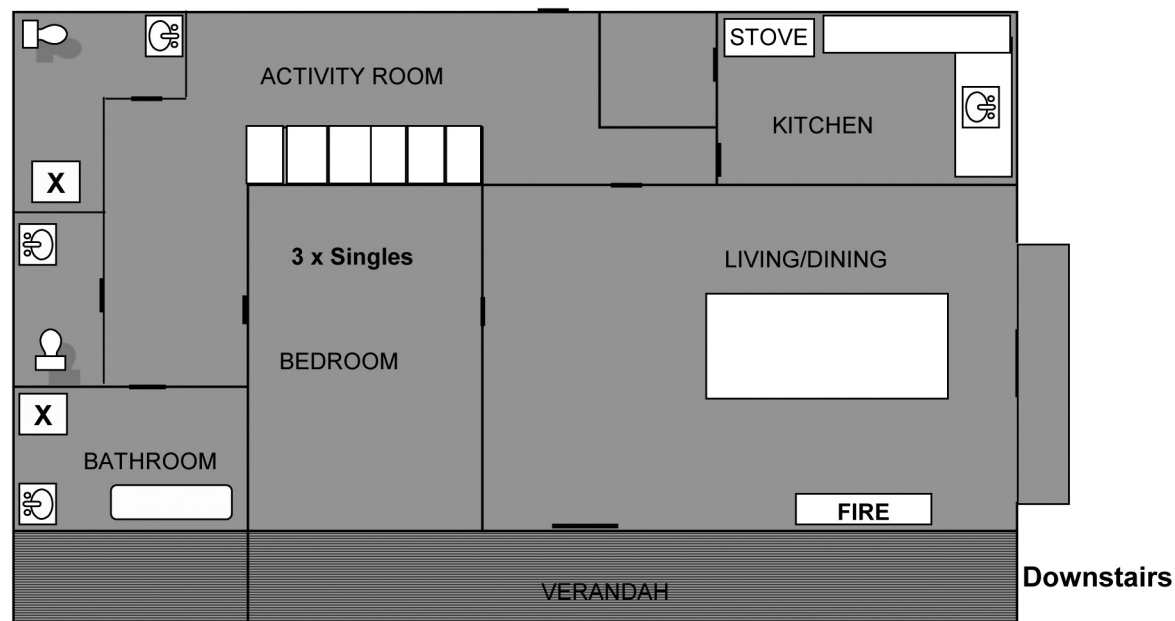 STOVE
ACTIVITY ROOM
KITCHEN
X
3 x Singles
LIVING/DINING
BEDROOM
X
BATHROOM
FIRE
Downstairs
VERANDAH